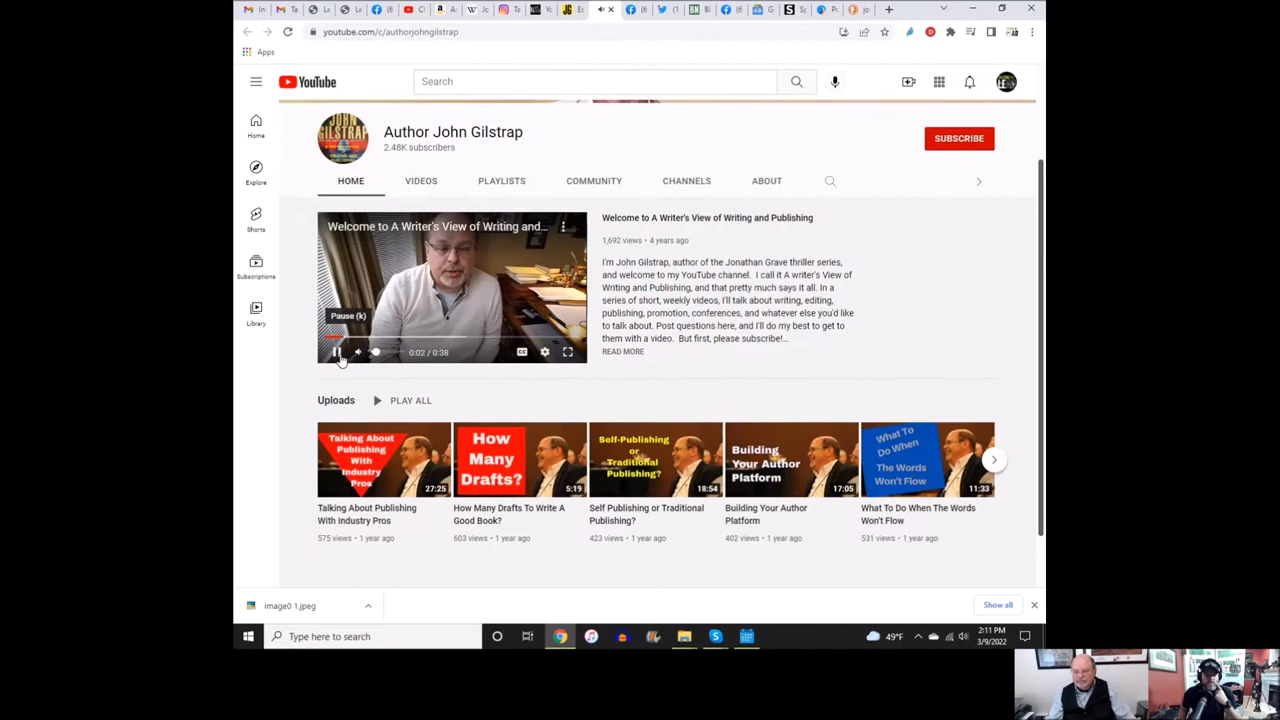 youtube.com/c/authorjohngilstrap
Apps
YouTube
Search
Home
Explore
Shorts
Subscriptions
Library
JOHN
GILSTRAP
Author John Gilstrap
2.48K subscribers
SUBSCRIBE
HOME VIDEOS PLAYLISTS COMMUNITY CHANNELS ABOUT
Welcome to A Writer's View of Writing and...
Pause (k)
0:02 / 0:38
Welcome to A Writer's View of Writing and Publishing
1,692 views • 4 years ago
I'm John Gilstrap, author of the Jonathan Grave thriller series,
and welcome to my YouTube channel. I call it A writer's View of
Writing and Publishing, and that pretty much says it all. In a
series of short, weekly videos, I'll talk about writing, editing,
publishing, promotion, conferences, and whatever else you'd like
to talk about. Post questions here, and I'll do my best to get to
them with a video. But first, please subscribe!...
READ MORE
Uploads PLAY ALL
Talking About
Publishing
With
Industry
Pros
27:25
How
Many
Drafts?
5:19
Self-Publishing
or
Traditional
Publishing?
18:54
Building
Your Author
Platform
17:05
What To
Do When
The Words
Won't Flow
11:33
Talking About Publishing
With Industry Pros
575 views • 1 year ago
How Many Drafts To Write A
Good Book?
603 views • 1 year ago
Self Publishing or Traditional
Publishing?
423 views • 1 year ago
Building Your Author
Platform
402 views • 1 year ago
What To Do When The Words
Won't Flow
531 views • 1 year ago
image0 1.jpeg
Show all
Type here to search
49°F
2:11 PM
3/9/2022